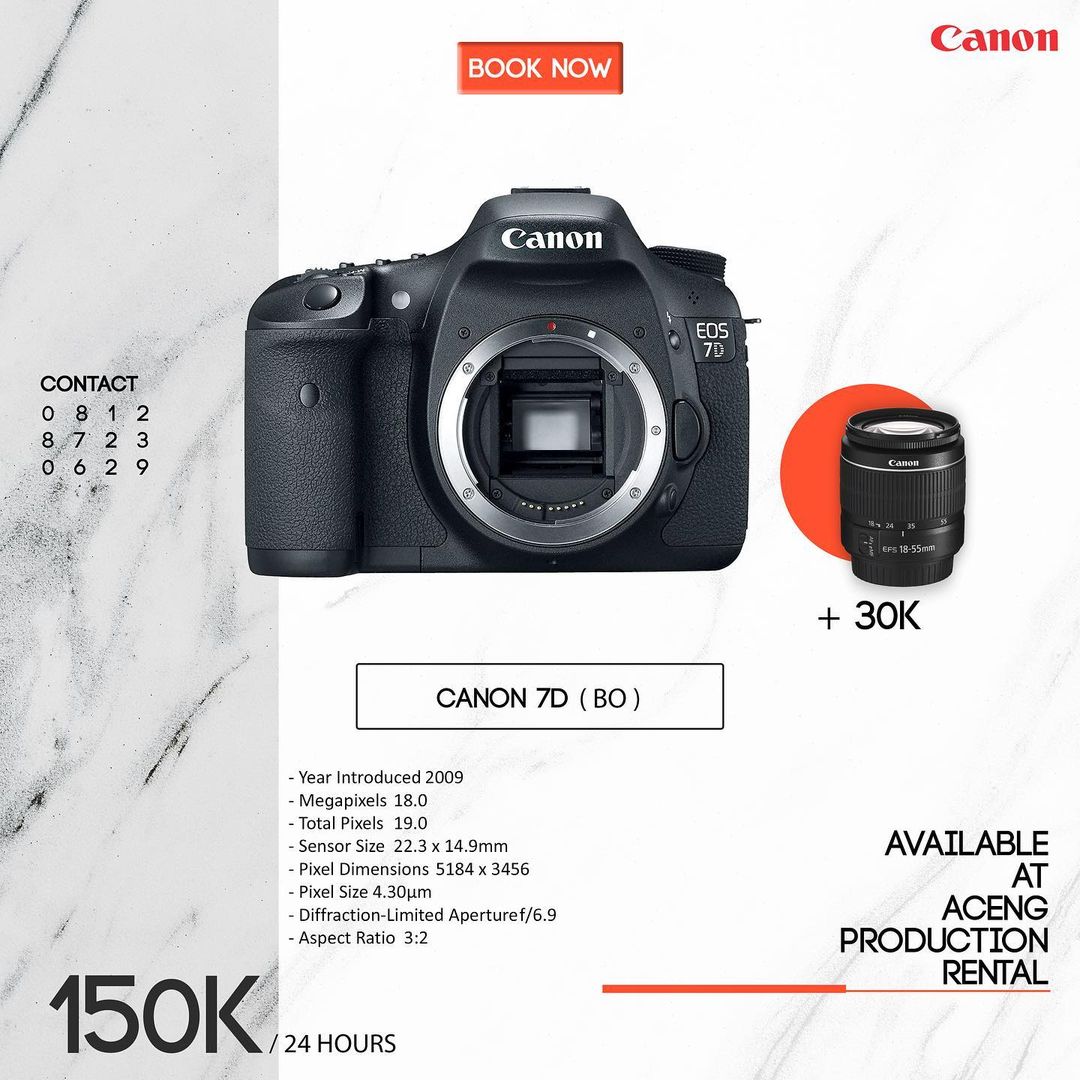 Canon
BOOK NOW
Canon
EOS
7D
CONTACT
0 8 1 2
8 7 2 3
0 6 2 9
Canon
18 24 35 55
EFS 18-55mm
+ 30K
CANON 7D ( BO )
- Year Introduced 2009
- Megapixels 18.0
- Total Pixels 19.0
- Sensor Size 22.3 x 14.9mm
- Pixel Dimensions 5184 x 3456
- Pixel Size 4.30µm
- Diffraction-Limited Aperturef/6.9
- Aspect Ratio 3:2
AVAILABLE
AT
ACENG
PRODUCTION
RENTAL
150K / 24 HOURS